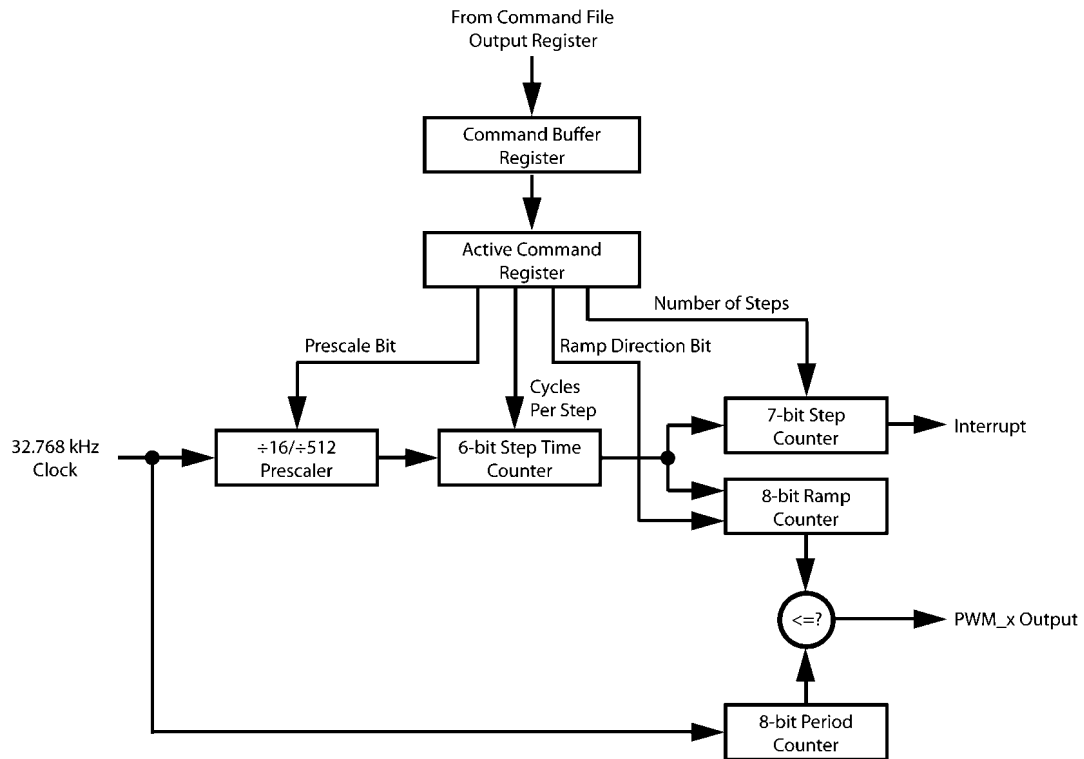 From Command File
Output Register
Command Buffer
Register
Active Command
Register
Number of Steps
Prescale Bit
Ramp Direction Bit
Cycles
Per Step
32.768 kHz
Clock
÷16/÷512
Prescaler
6-bit Step Time
Counter
7-bit Step
Counter
Interrupt
8-bit Ramp
Counter
<=?
PWM_x Output
8-bit Period
Counter